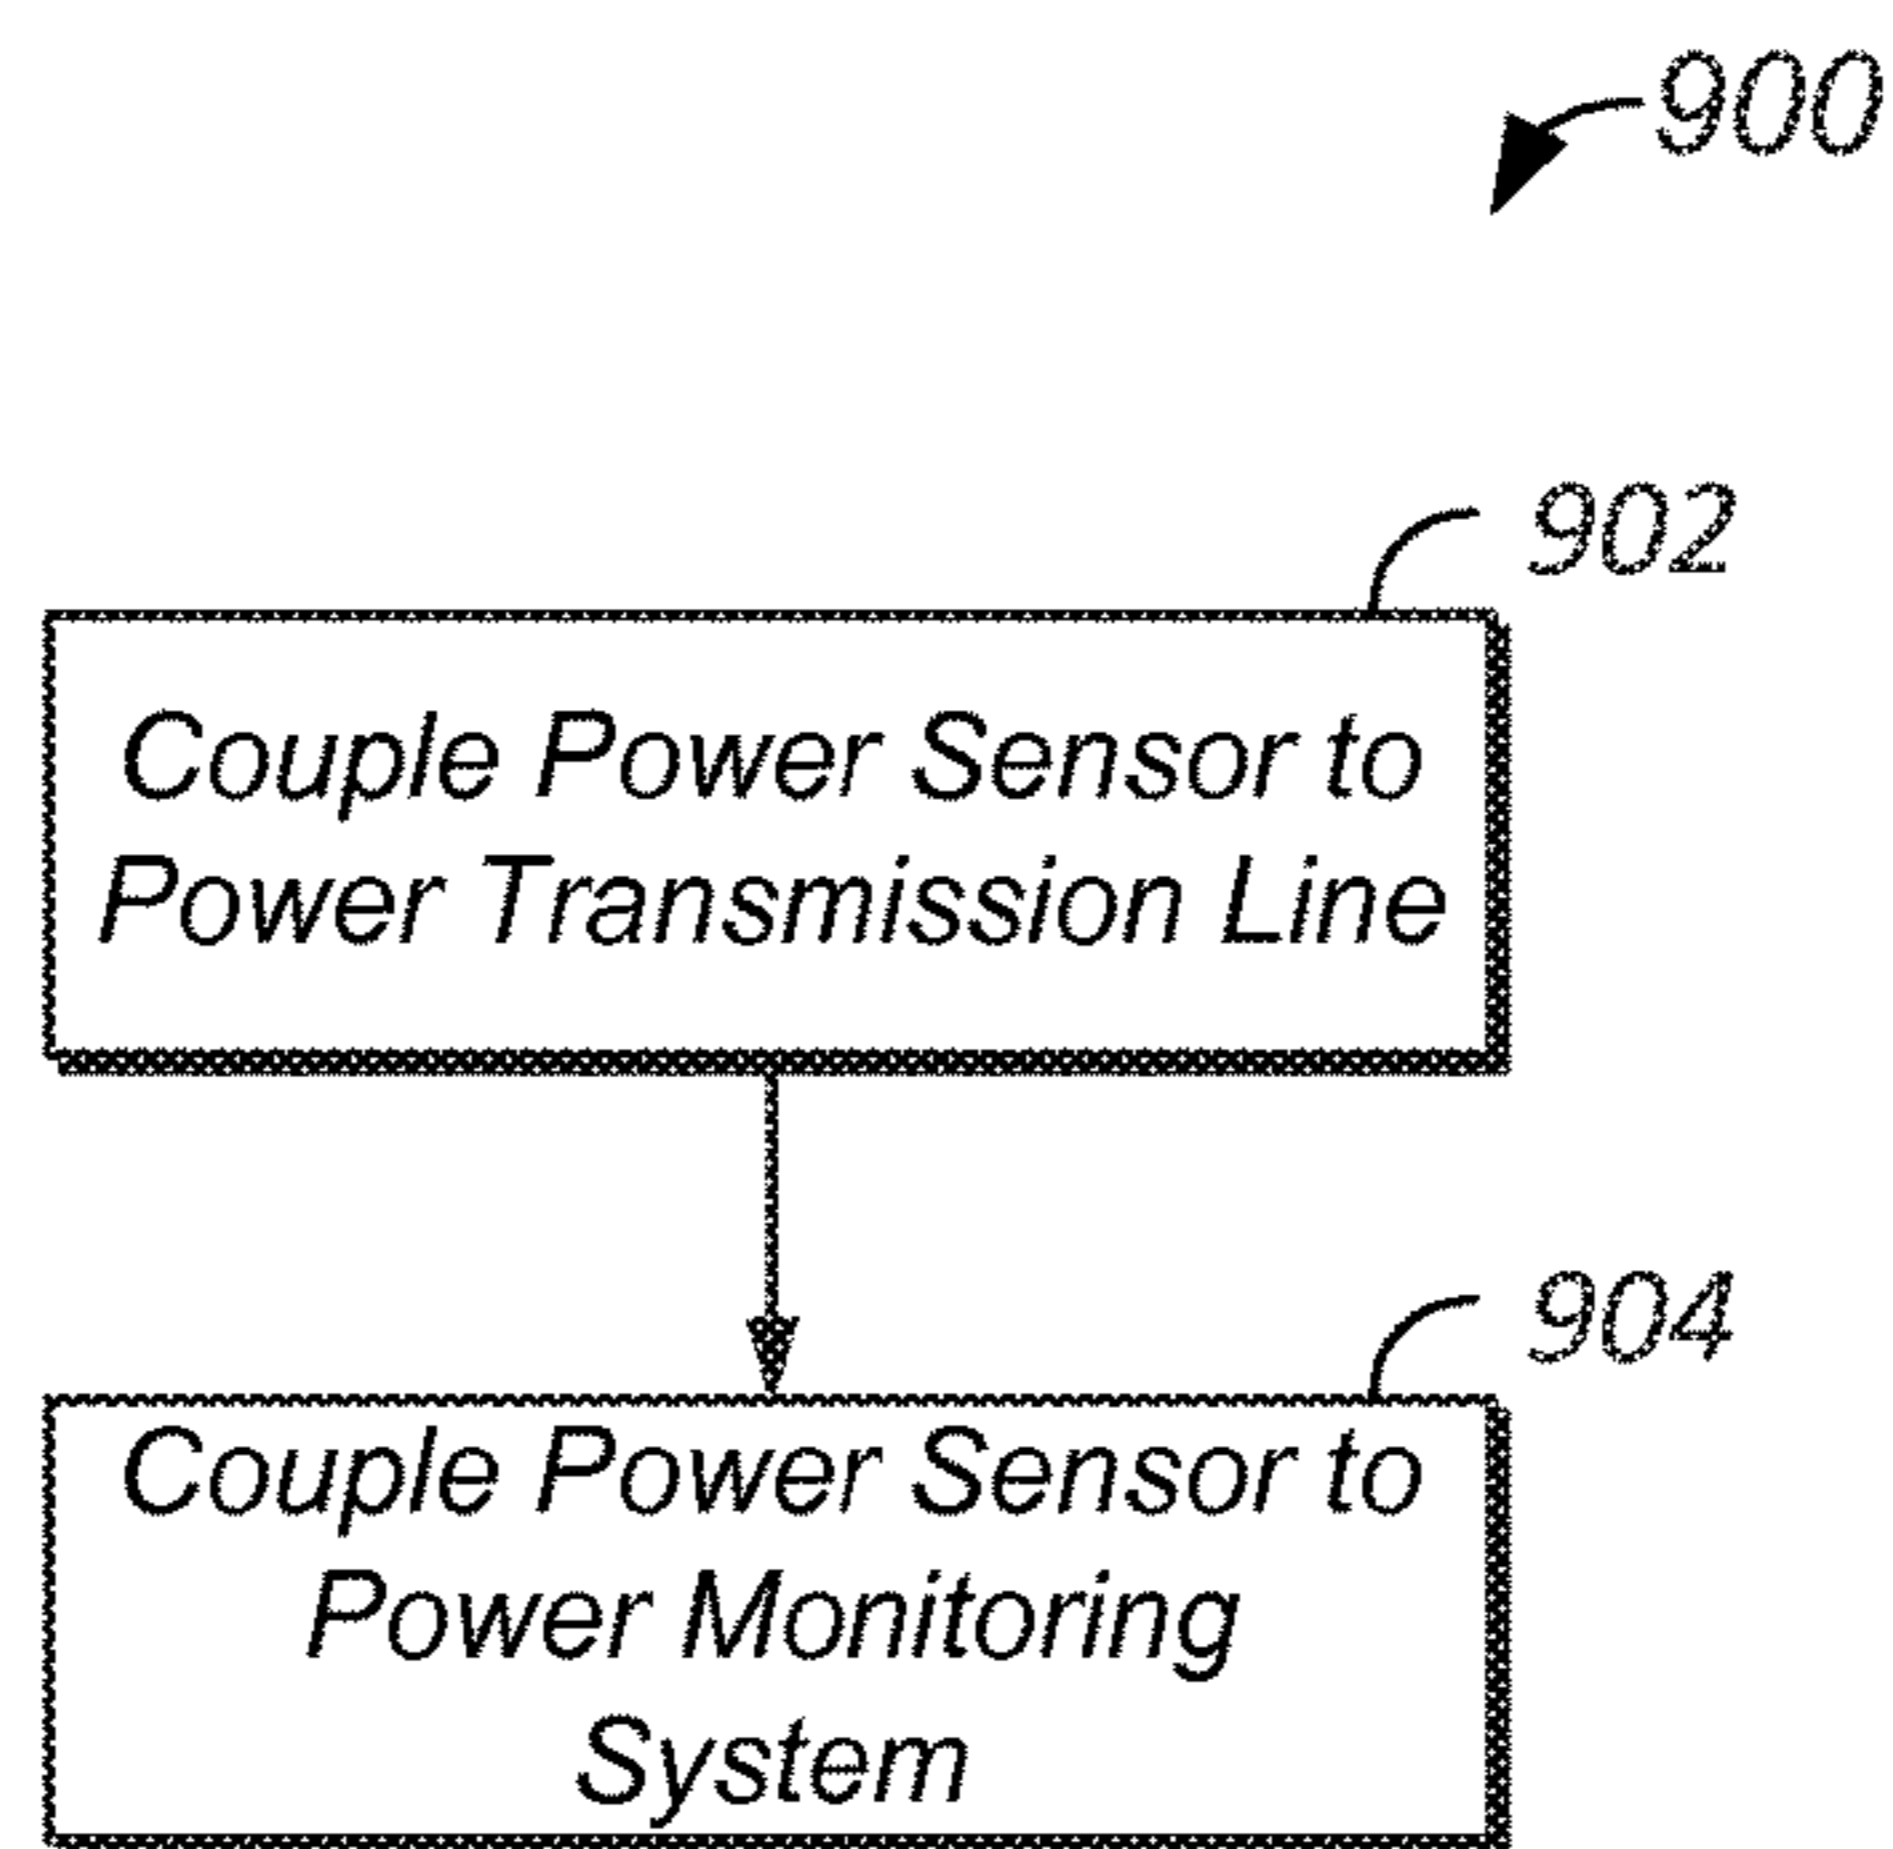 900
902
Couple Power Sensor to
Power Transmission Line
904
Couple Power Sensor to
Power Monitoring
System